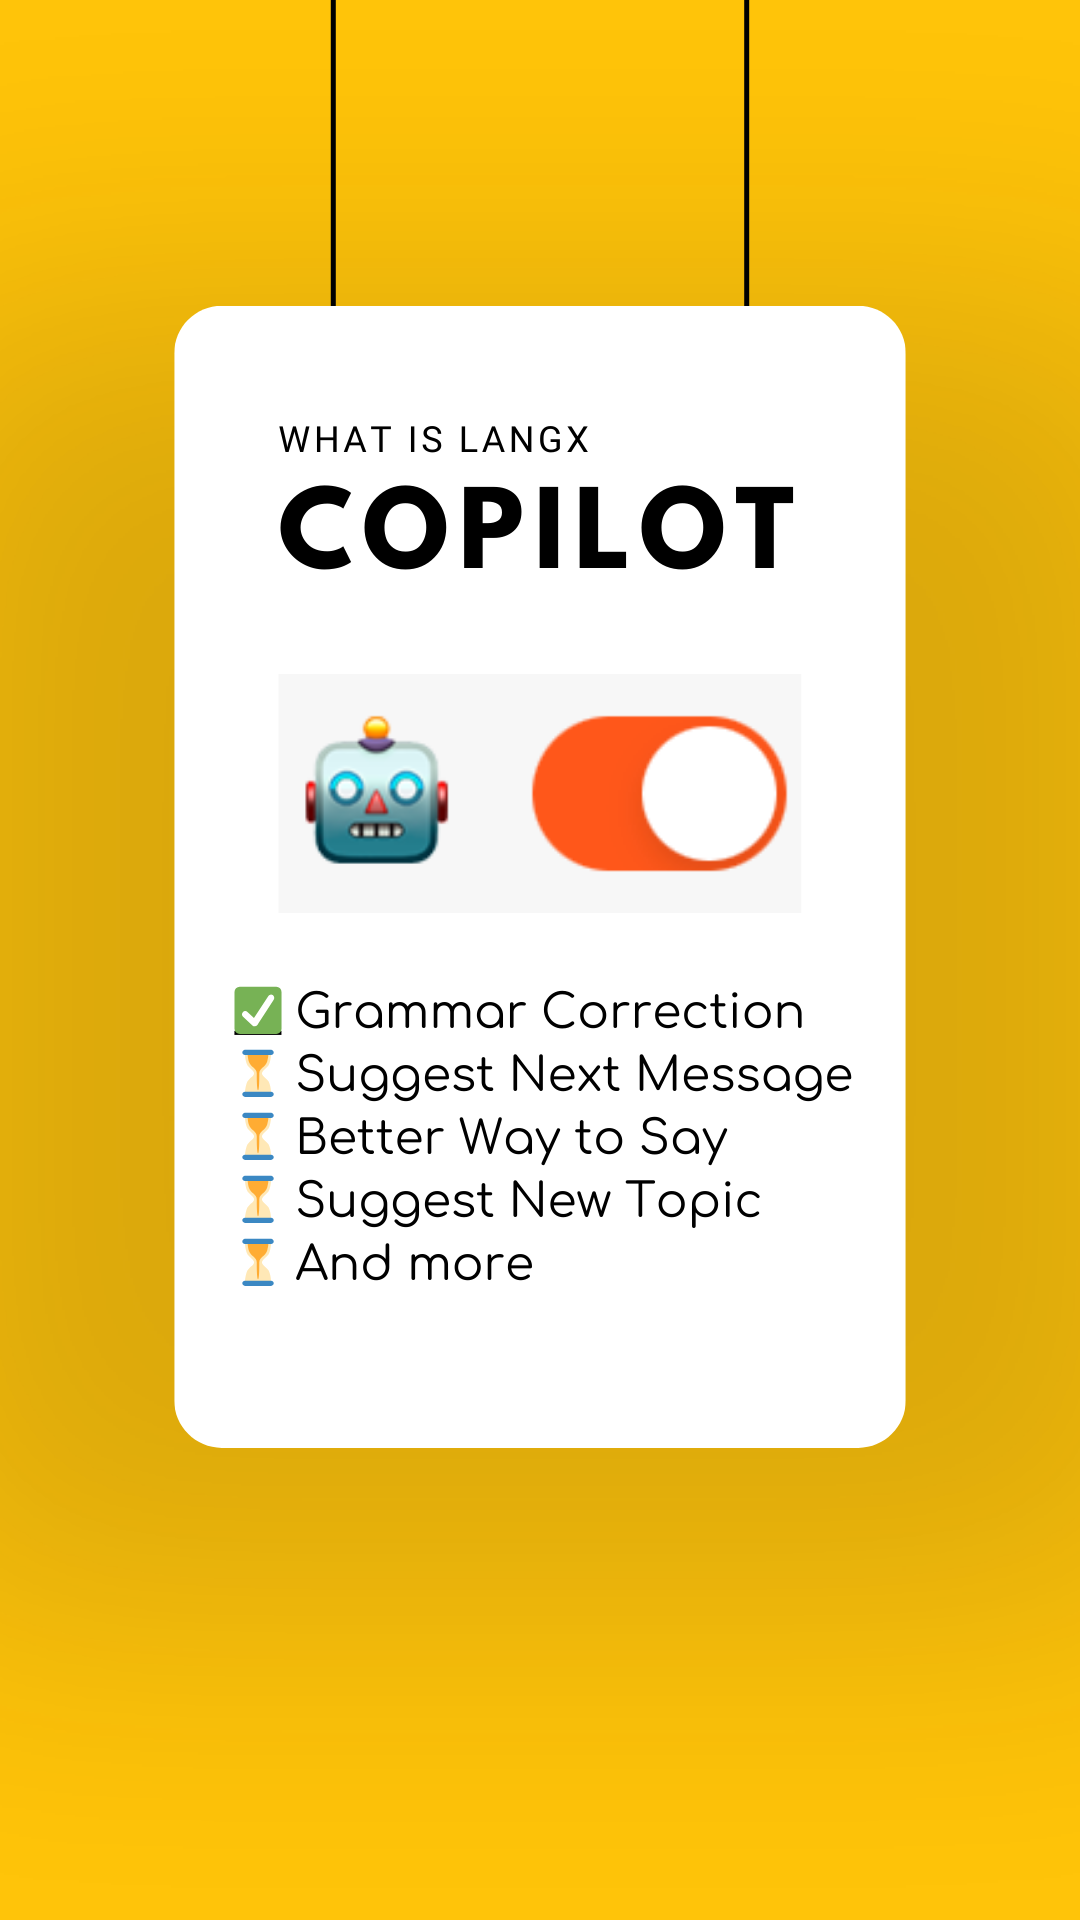 WHAT IS LANGX
COPILOT
✅ Grammar Correction
⏳ Suggest Next Message
⏳ Better Way to Say
⏳ Suggest New Topic
⏳ And more